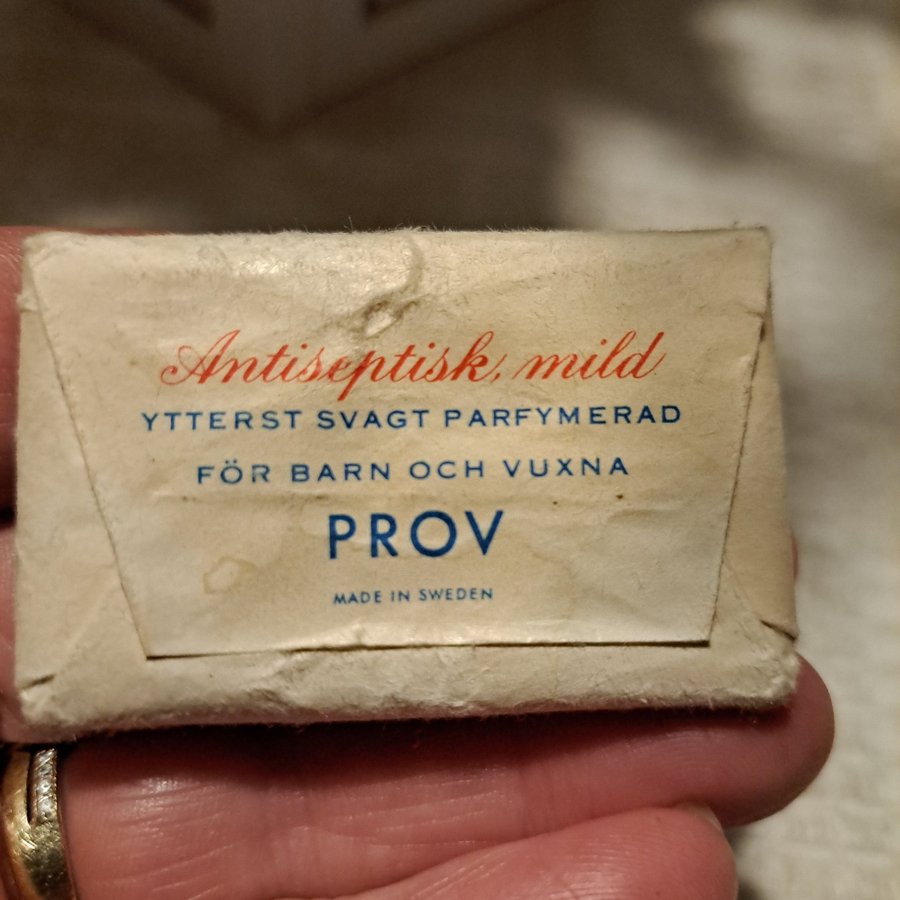 Antiseptisk, mild
YTTERST SVAGT PARFYMERAD
FÖR BARN OCH VUXNA
PROV
MADE IN SWEDEN